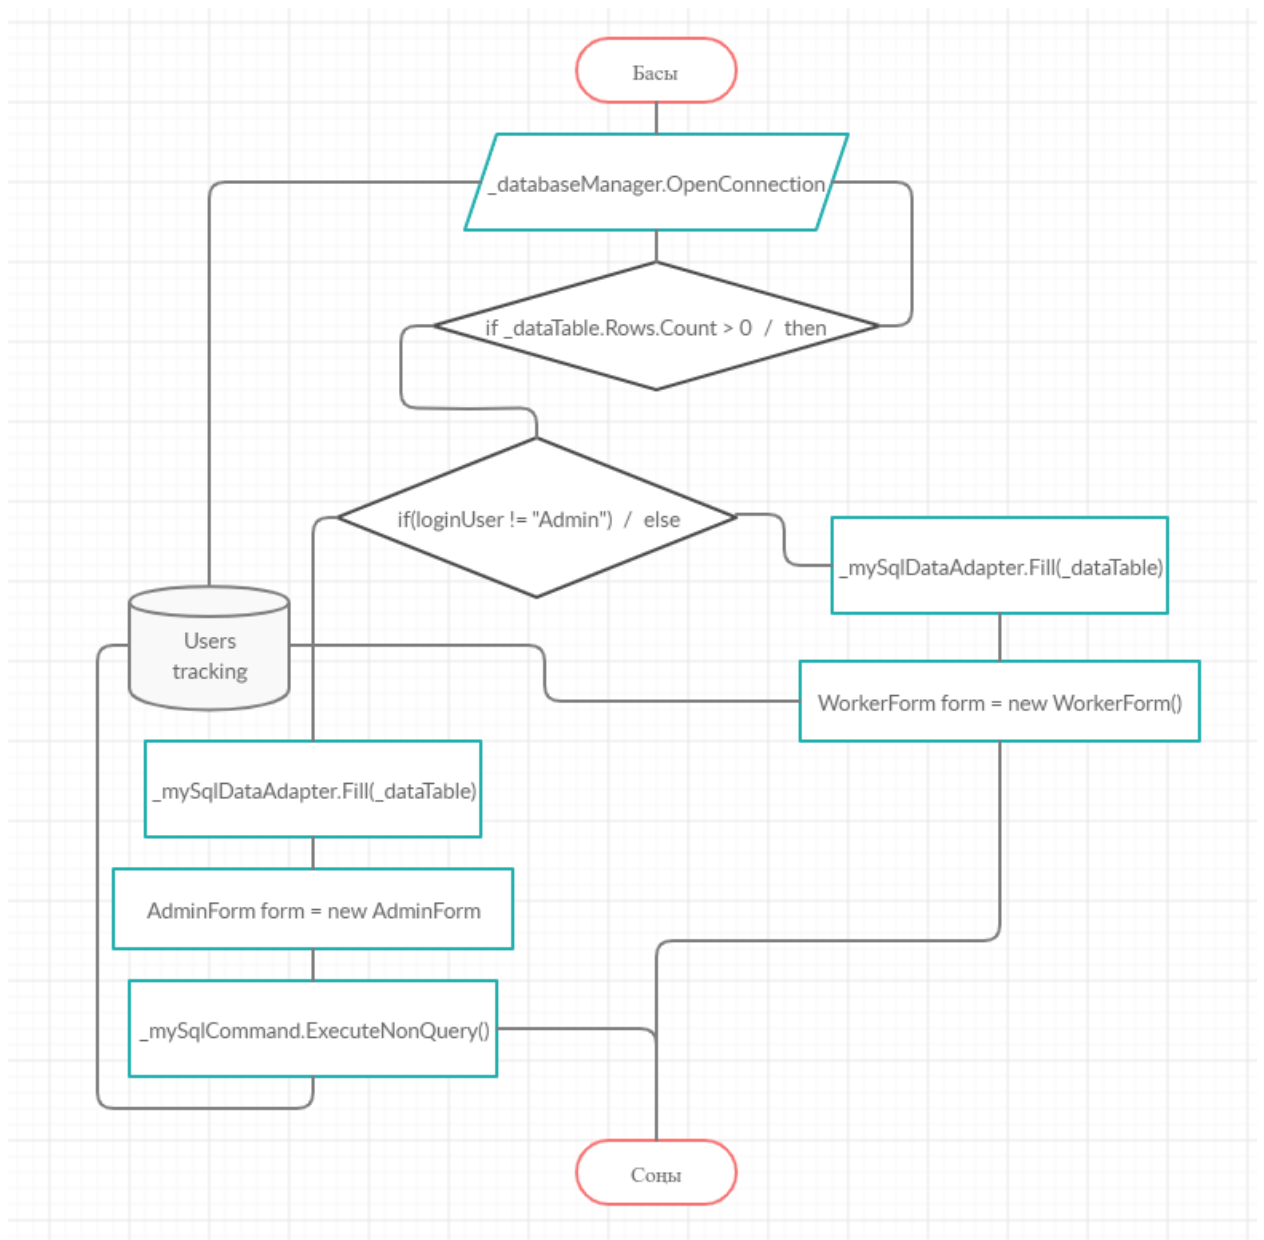 Басы
_databaseManager.OpenConnection
if _dataTable.Rows.Count > 0 / then
if(loginUser != "Admin") / else
_mySqlDataAdapter.Fill(_dataTable)
Users
tracking
WorkerForm form = new WorkerForm()
_mySqlDataAdapter.Fill(_dataTable)
AdminForm form = new AdminForm
_mySqlCommand.ExecuteNonQuery()
Соңы